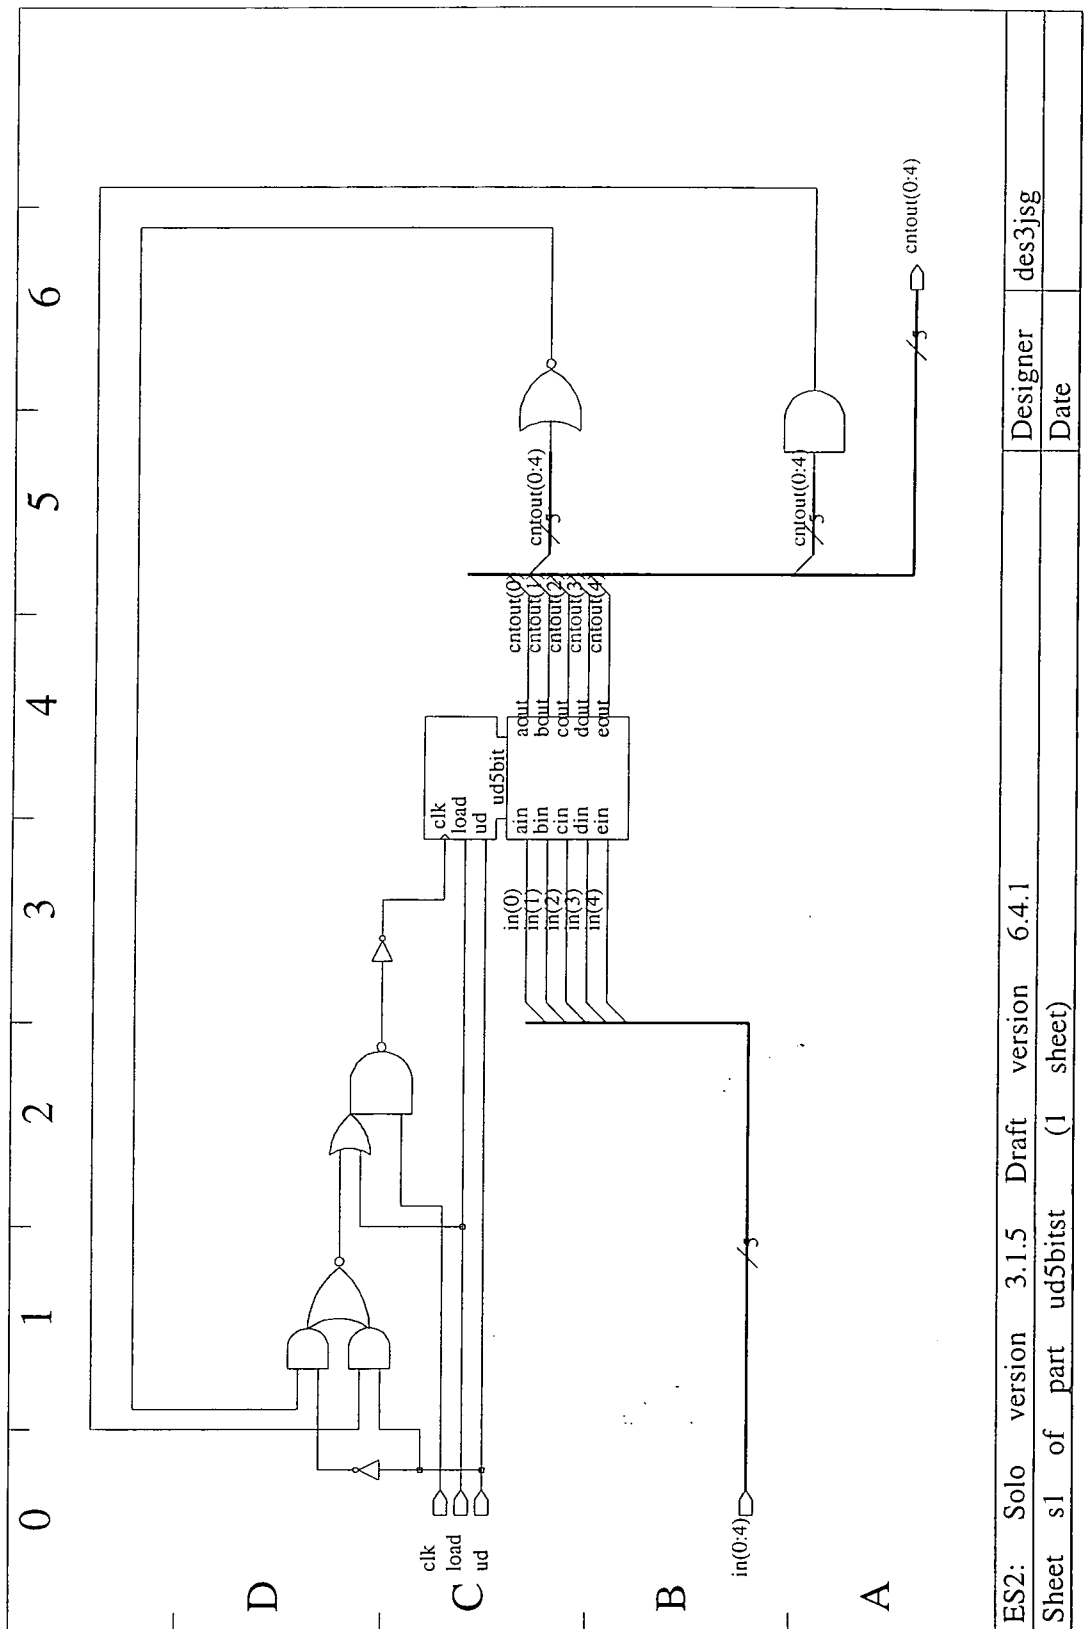 0 1 2 3 4 5 6
D
C
B
A
clk
load
ud
in(0:4)
5
in(0)
in(1)
in(2)
in(3)
in(4)
clk
load
ud
ud5bit
ain
bin
cin
din
ein
aout
bout
cout
dout
eout
cntout(0)
cntout(1)
cntout(2)
cntout(3)
cntout(4)
cntout(0:4)
5
cntout(0:4)
5
5
cntout(0:4)
ES2: Solo version 3.1.5 Draft version 6.4.1
Designer des3jsg
Sheet s1 of part ud5bitst (1 sheet)
Date